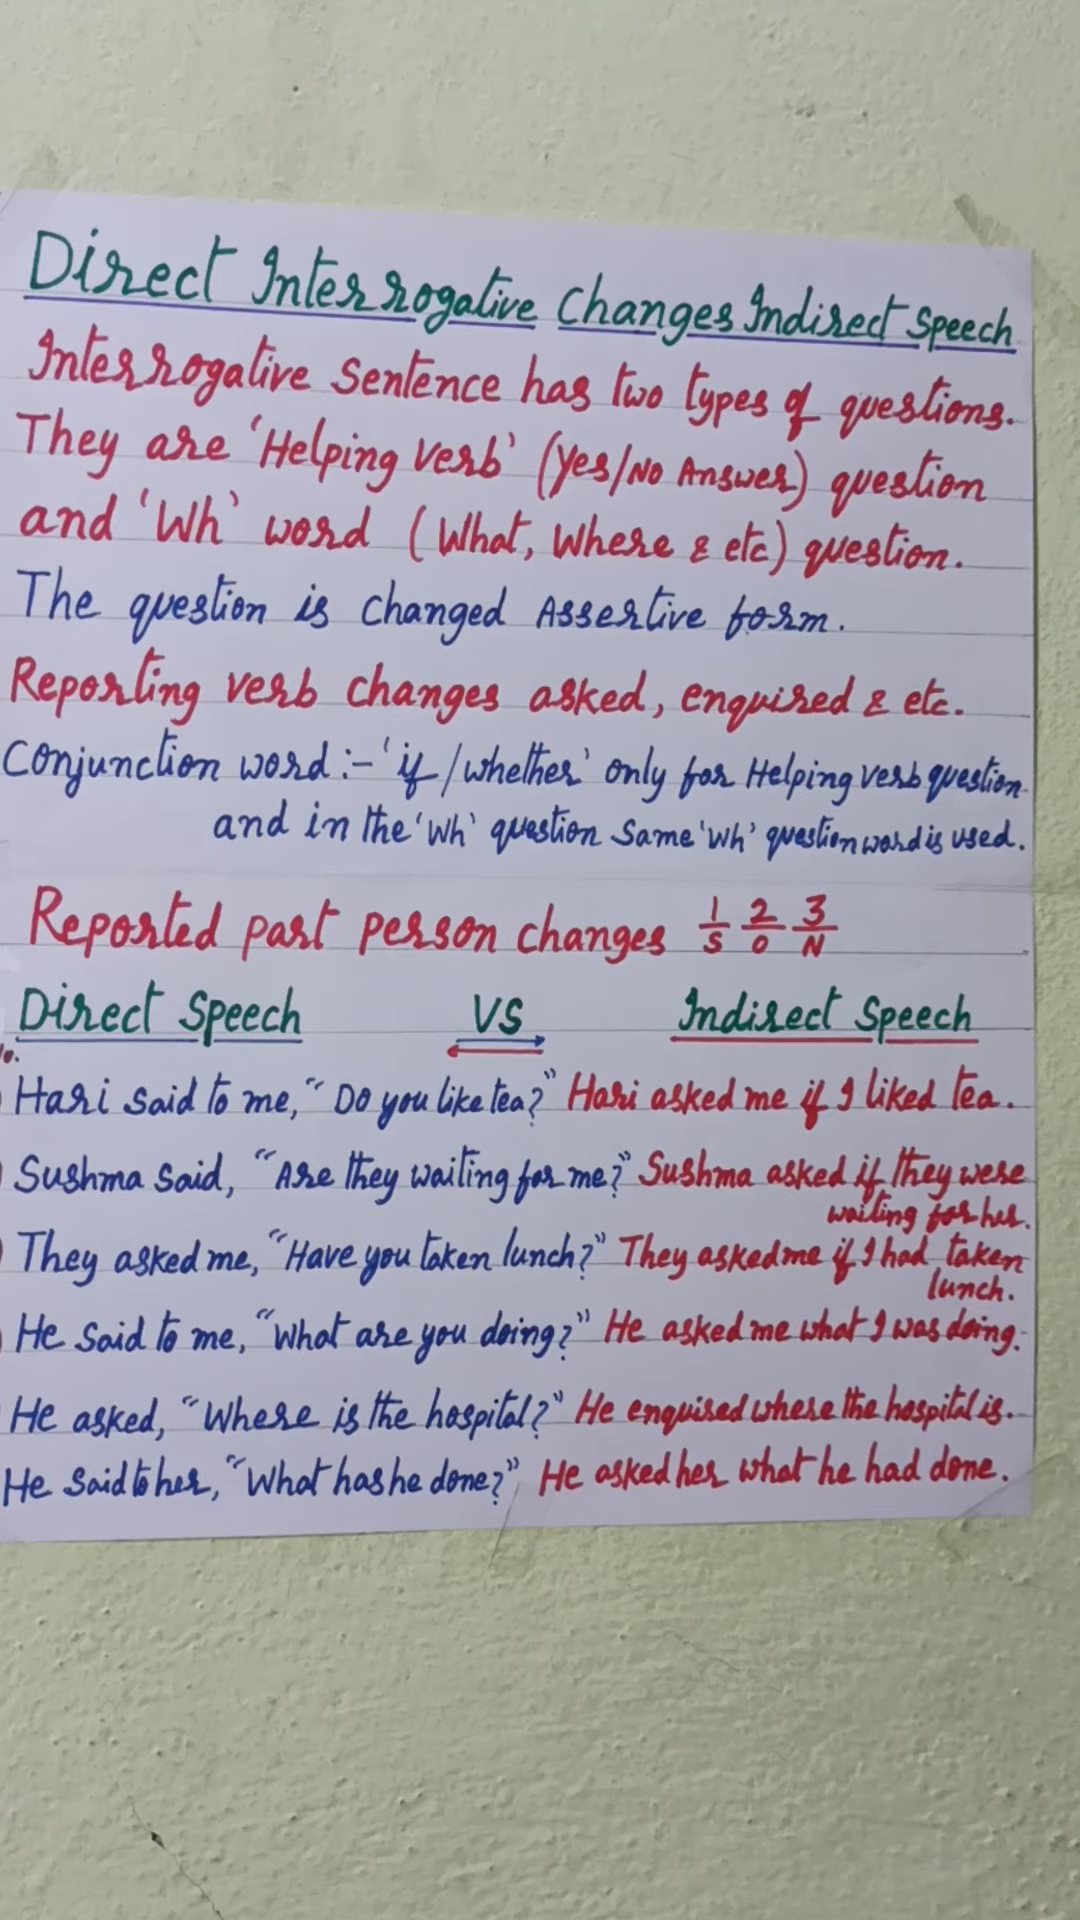 Direct Interrogative Changes Indirect Speech
Interrogative Sentence has two types of questions.
They are 'Helping verb' (Yes/No Answer) question
and 'Wh' word (What, Where & etc) question.
The question is changed Assertive form.
Reporting verb changes asked, enquired & etc.
Conjunction word :- 'if/whether' only for Helping verb question
and in the 'Wh' question Same 'Wh' question word is used.
Reported part person changes 1/S 2/O 3/N
Direct Speech VS Indirect Speech
Hari said to me, "Do you like tea?" Hari asked me if I liked tea.
Sushma said, "Are they waiting for me?" Sushma asked if they were
waiting for her.
They asked me, "Have you taken lunch?" They asked me if I had taken
lunch.
He said to me, "What are you doing?" He asked me what I was doing.
He asked, "Where is the hospital?" He enquired where the hospital is.
He said to her, "What has he done?" He asked her what he had done.